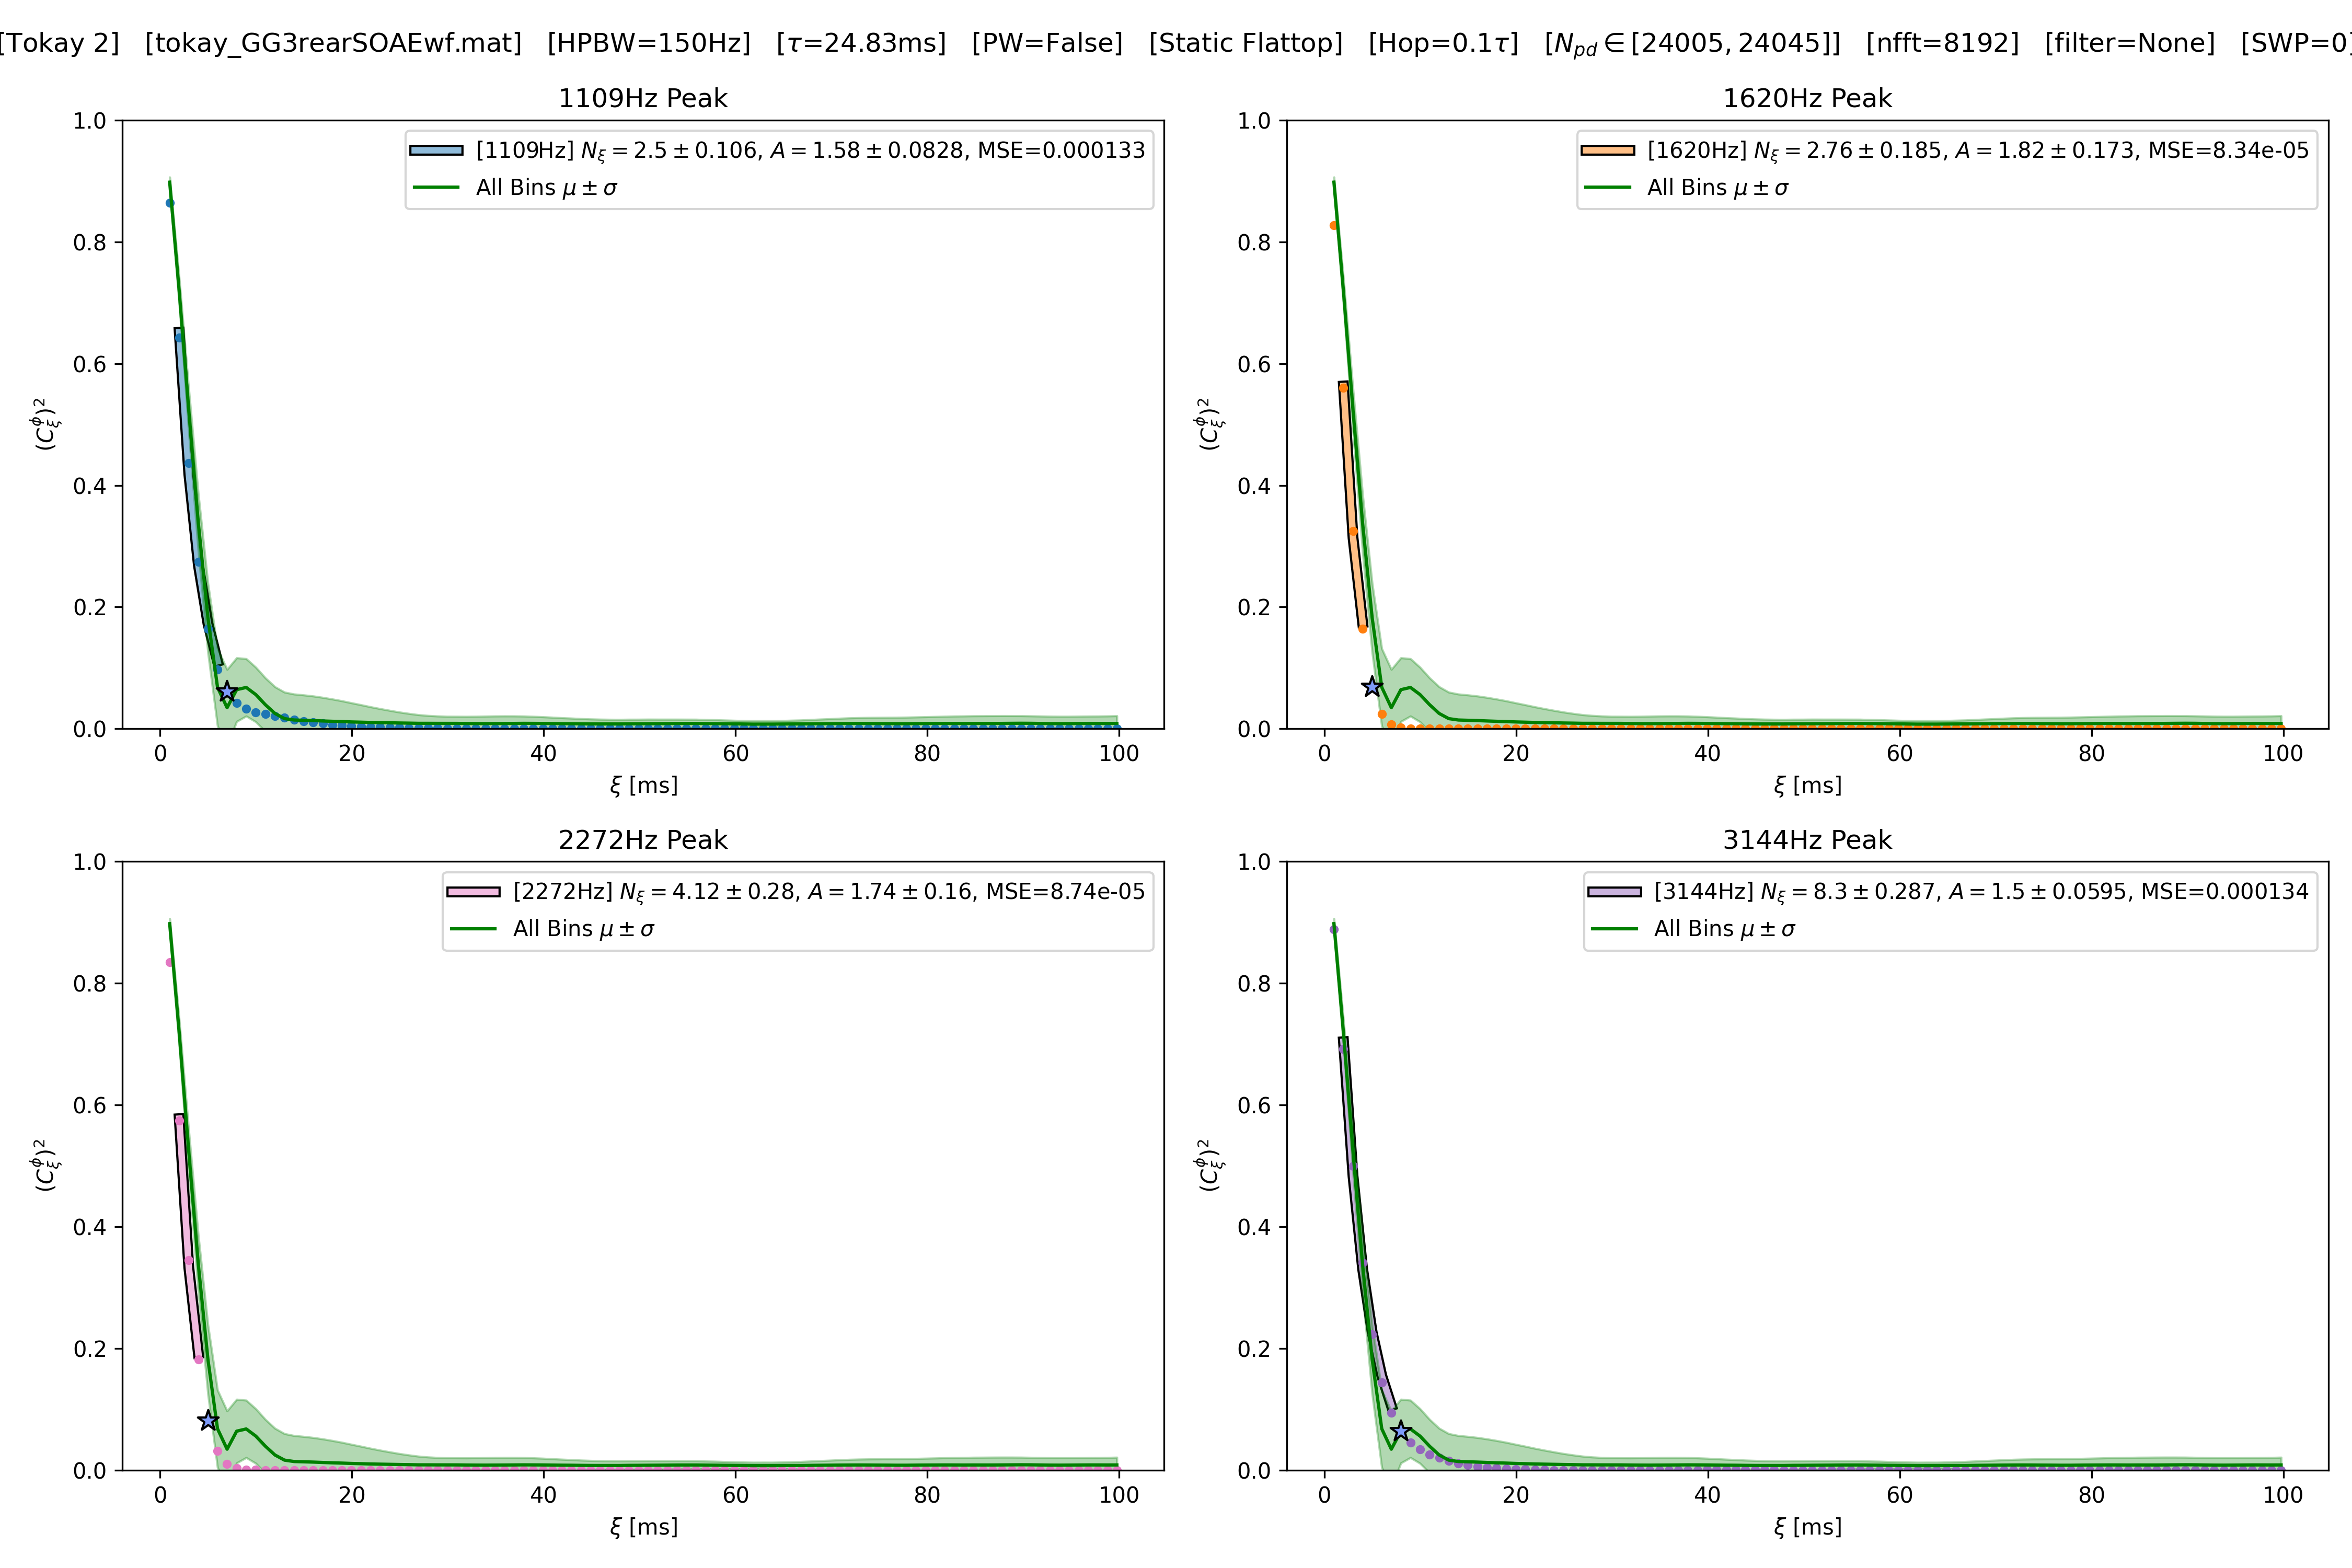 [Tokay 2] [tokay_GG3rearSOAEwf.mat] [HPBW=150Hz] [τ=24.83ms] [PW=False] [Static Flattop] [Hop=0.1τ] [N_pd ∈ [24005, 24045]] [nfft=8192] [filter=None] [SWP=0]
1109Hz Peak
[1109Hz] N_ξ = 2.5 ± 0.106, A = 1.58 ± 0.0828, MSE=0.000133
All Bins μ ± σ
1.0
0.8
0.6
0.4
0.2
0.0
(C_ξ^ϕ)^2
0 20 40 60 80 100
ξ [ms]
1620Hz Peak
[1620Hz] N_ξ = 2.76 ± 0.185, A = 1.82 ± 0.173, MSE=8.34e-05
All Bins μ ± σ
1.0
0.8
0.6
0.4
0.2
0.0
(C_ξ^ϕ)^2
0 20 40 60 80 100
ξ [ms]
2272Hz Peak
[2272Hz] N_ξ = 4.12 ± 0.28, A = 1.74 ± 0.16, MSE=8.74e-05
All Bins μ ± σ
1.0
0.8
0.6
0.4
0.2
0.0
(C_ξ^ϕ)^2
0 20 40 60 80 100
ξ [ms]
3144Hz Peak
[3144Hz] N_ξ = 8.3 ± 0.287, A = 1.5 ± 0.0595, MSE=0.000134
All Bins μ ± σ
1.0
0.8
0.6
0.4
0.2
0.0
(C_ξ^ϕ)^2
0 20 40 60 80 100
ξ [ms]